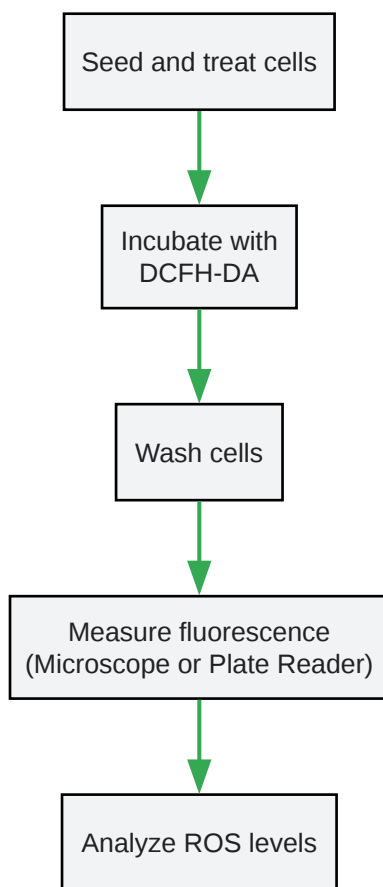 Seed and treat cells
Incubate with
DCFH-DA
Wash cells
Measure fluorescence
(Microscope or Plate Reader)
Analyze ROS levels